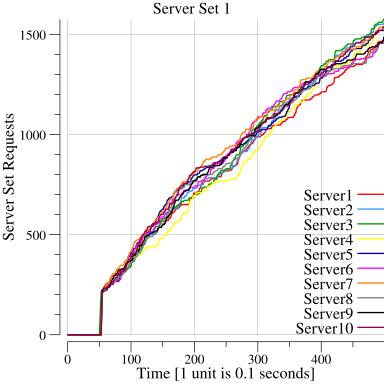 Server Set 1
1500
1000
500
0
Server Set Requests
Server1
Server2
Server3
Server4
Server5
Server6
Server7
Server8
Server9
Server10
0 100 200 300 400
Time [1 unit is 0.1 seconds]